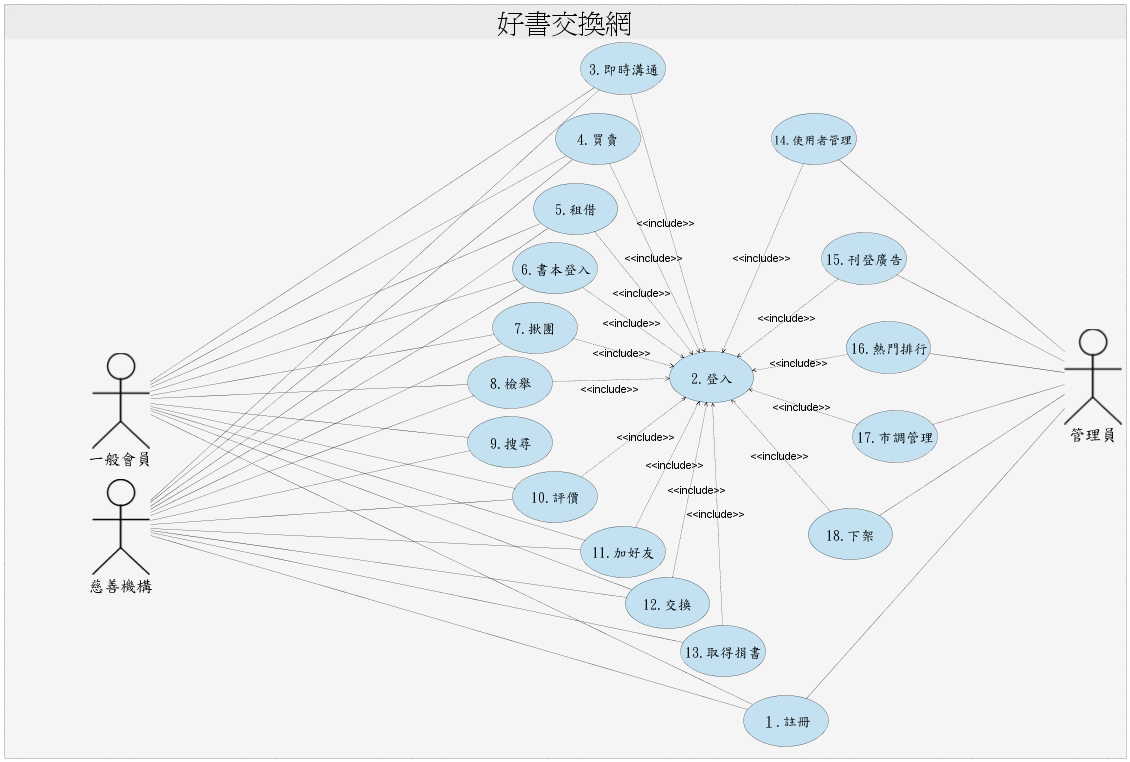 好書交換網
3.即時溝通
4.買賣
14.使用者管理
5.租借
<<include>>
15.刊登廣告
<<include>>
<<include>>
6.書本登入
<<include>>
<<include>>
7.揪團
<<include>>
16.熱門排行
<<include>>
<<include>>
8.檢舉
<<include>>
2.登入
<<include>>
一般會員
9.搜尋
<<include>>
17.市調管理
管理員
<<include>>
<<include>>
10.評價
<<include>>
<<include>>
18.下架
慈善機構
11.加好友
12.交換
13.取得捐書
1.註冊